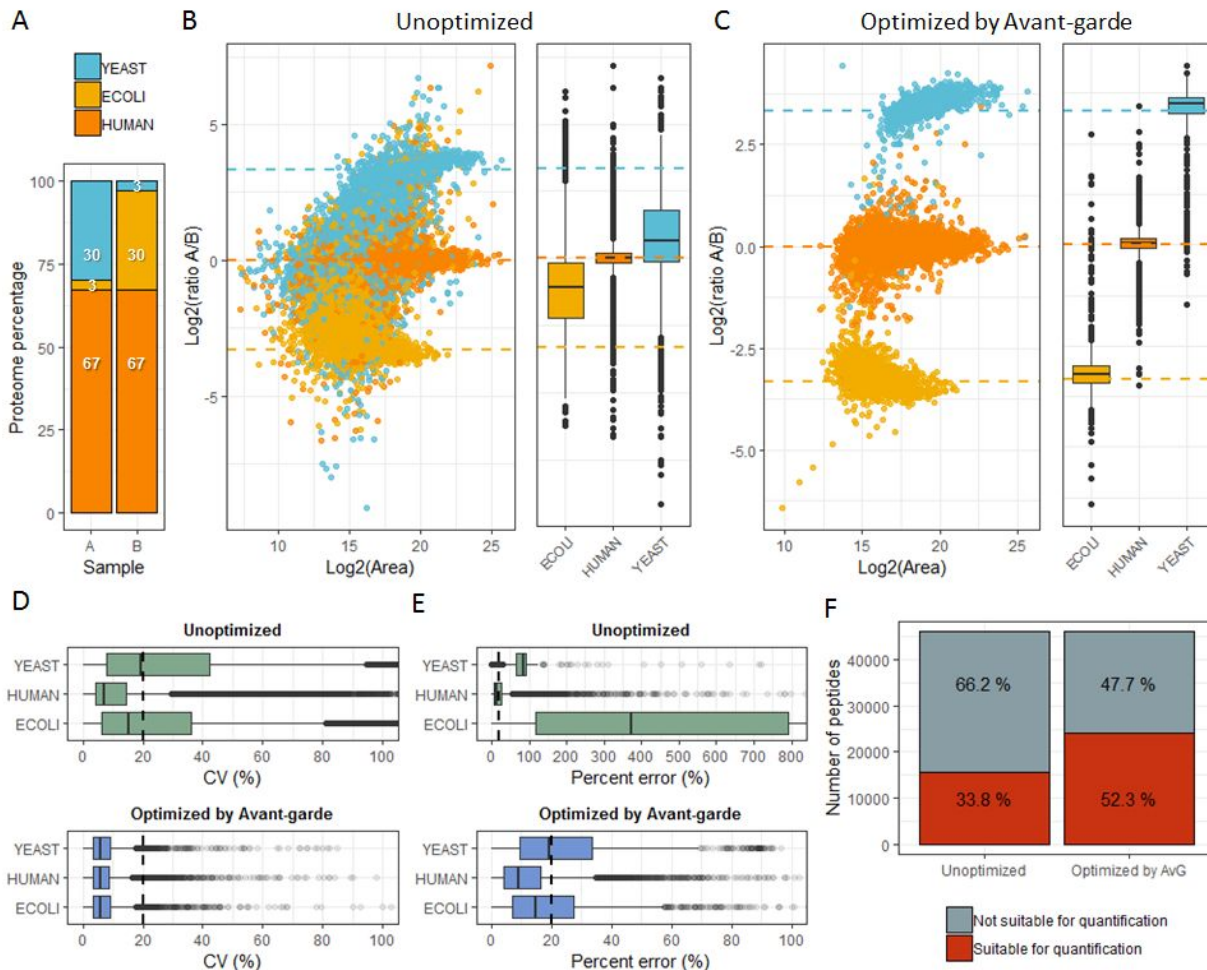 A
YEAST
ECOLI
HUMAN
Proteome percentage
100
75
50
25
0
30
3
67
3
30
67
A B
Sample
B
Unoptimized
Log2(ratio A/B)
5
0
-5
10 15 20 25
Log2(Area)
ECOLI HUMAN YEAST
C
Optimized by Avant-garde
Log2(ratio A/B)
2.5
0.0
-2.5
-5.0
10 15 20 25
Log2(Area)
ECOLI HUMAN YEAST
D
Unoptimized
YEAST
HUMAN
ECOLI
0 20 40 60 80 100
CV (%)
Optimized by Avant-garde
YEAST
HUMAN
ECOLI
0 20 40 60 80 100
CV (%)
E
Unoptimized
YEAST
HUMAN
ECOLI
0 100 200 300 400 500 600 700 800
Percent error (%)
Optimized by Avant-garde
YEAST
HUMAN
ECOLI
0 20 40 60 80 100
Percent error (%)
F
Number of peptides
40000
30000
20000
10000
0
66.2 %
33.8 %
47.7 %
52.3 %
Unoptimized Optimized by AvG
Not suitable for quantification
Suitable for quantification